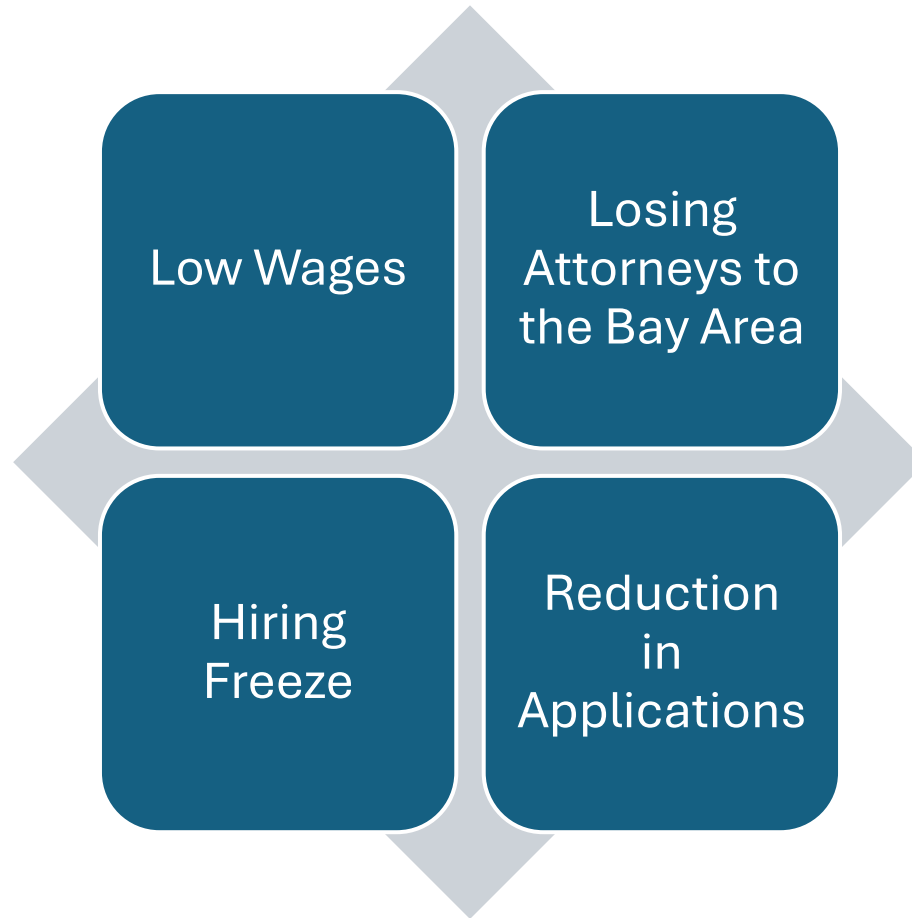 Low Wages
Losing
Attorneys to
the Bay Area
Hiring
Freeze
Reduction
in
Applications